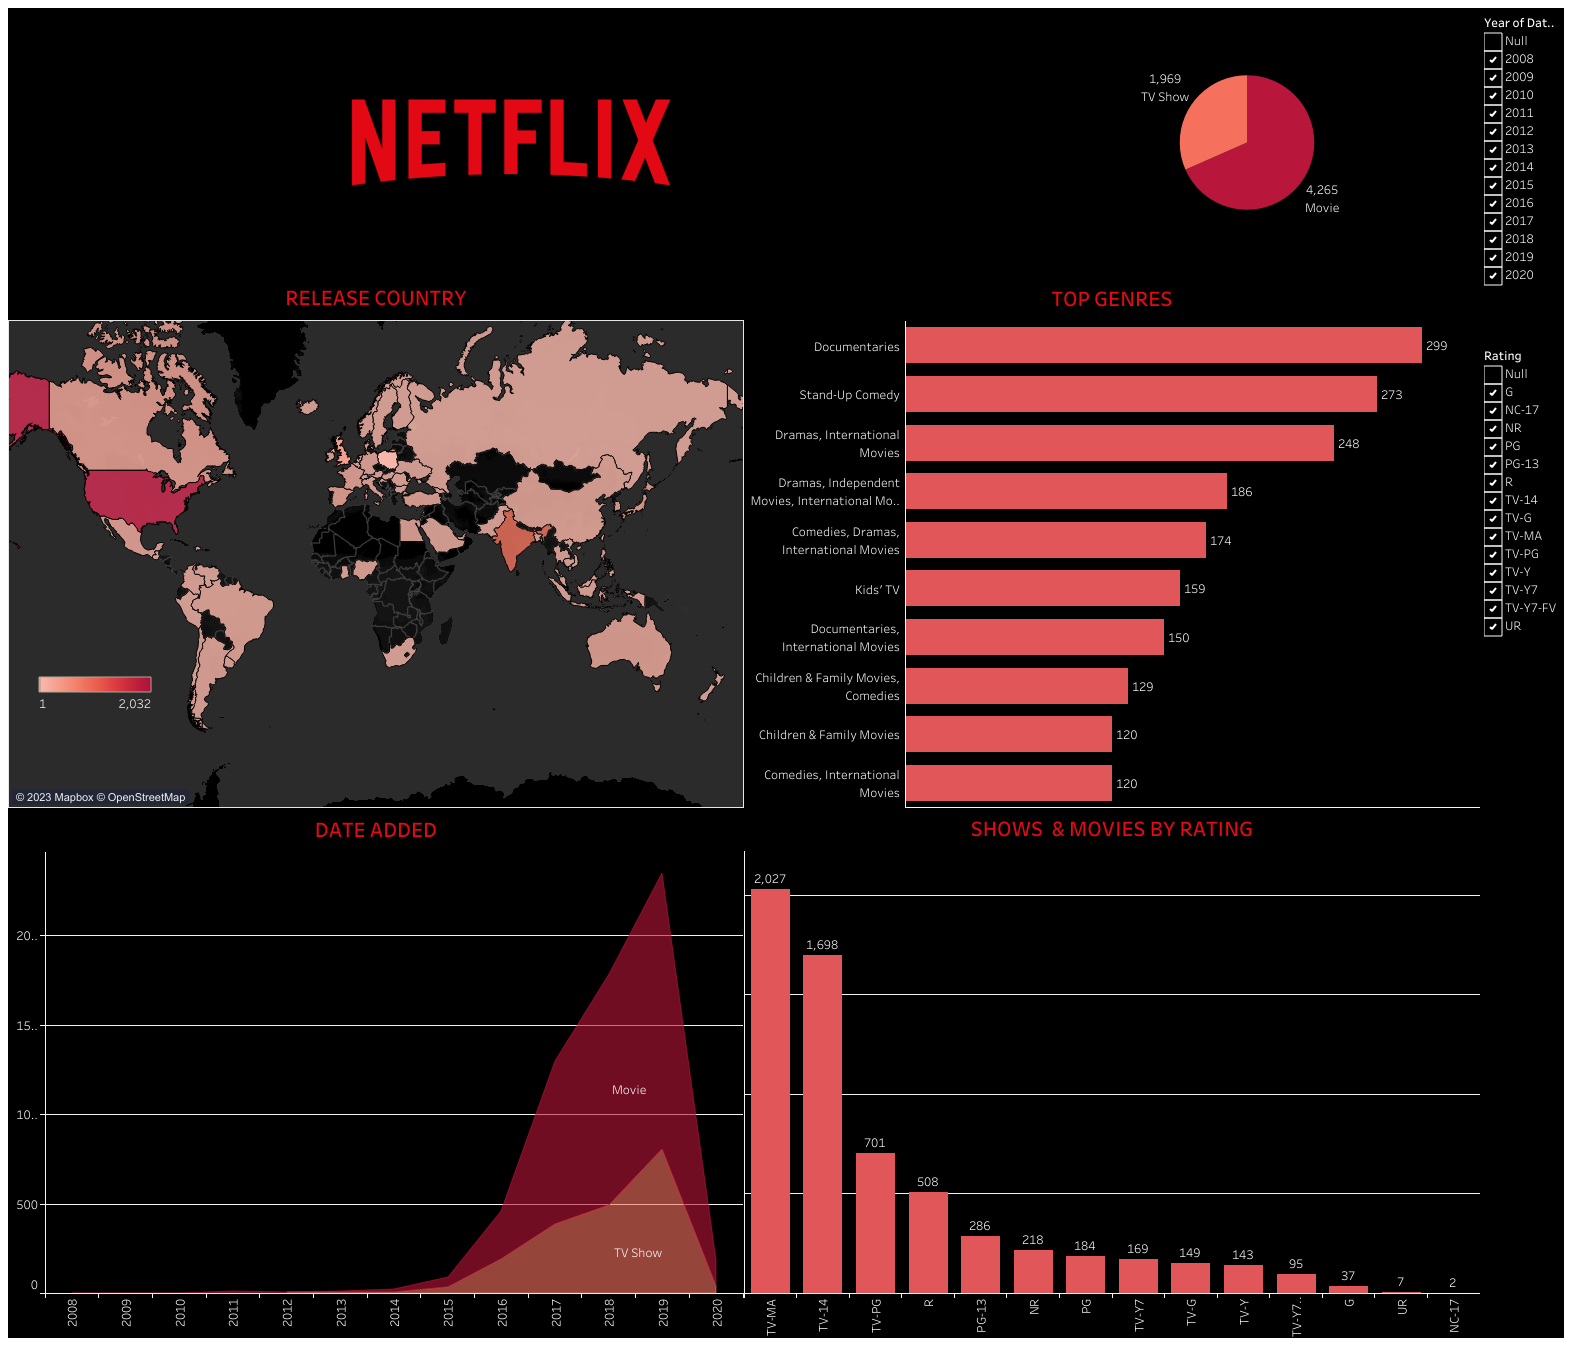 NETFLIX
1,969
TV Show
4,265
Movie
Year of Dat..
Null
2008
2009
2010
2011
2012
2013
2014
2015
2016
2017
2018
2019
2020
RELEASE COUNTRY
1
2,032
© 2023 Mapbox © OpenStreetMap
TOP GENRES
Documentaries
299
Stand-Up Comedy
273
Dramas, International
Movies
248
Dramas, Independent
Movies, International Mo..
186
Comedies, Dramas,
International Movies
174
Kids' TV
159
Documentaries,
International Movies
150
Children & Family Movies,
Comedies
129
Children & Family Movies
120
Comedies, International
Movies
120
Rating
Null
G
NC-17
NR
PG
PG-13
R
TV-14
TV-G
TV-MA
TV-PG
TV-Y
TV-Y7
TV-Y7-FV
UR
DATE ADDED
20..
15..
10..
500
0
Movie
TV Show
2008
2009
2010
2011
2012
2013
2014
2015
2016
2017
2018
2019
2020
SHOWS & MOVIES BY RATING
2,027
1,698
701
508
286
218
184
169
149
143
95
37
7
2
TV-MA
TV-14
TV-PG
R
PG-13
NR
PG
TV-Y7
TV-G
TV-Y
TV-Y7..
G
UR
NC-17